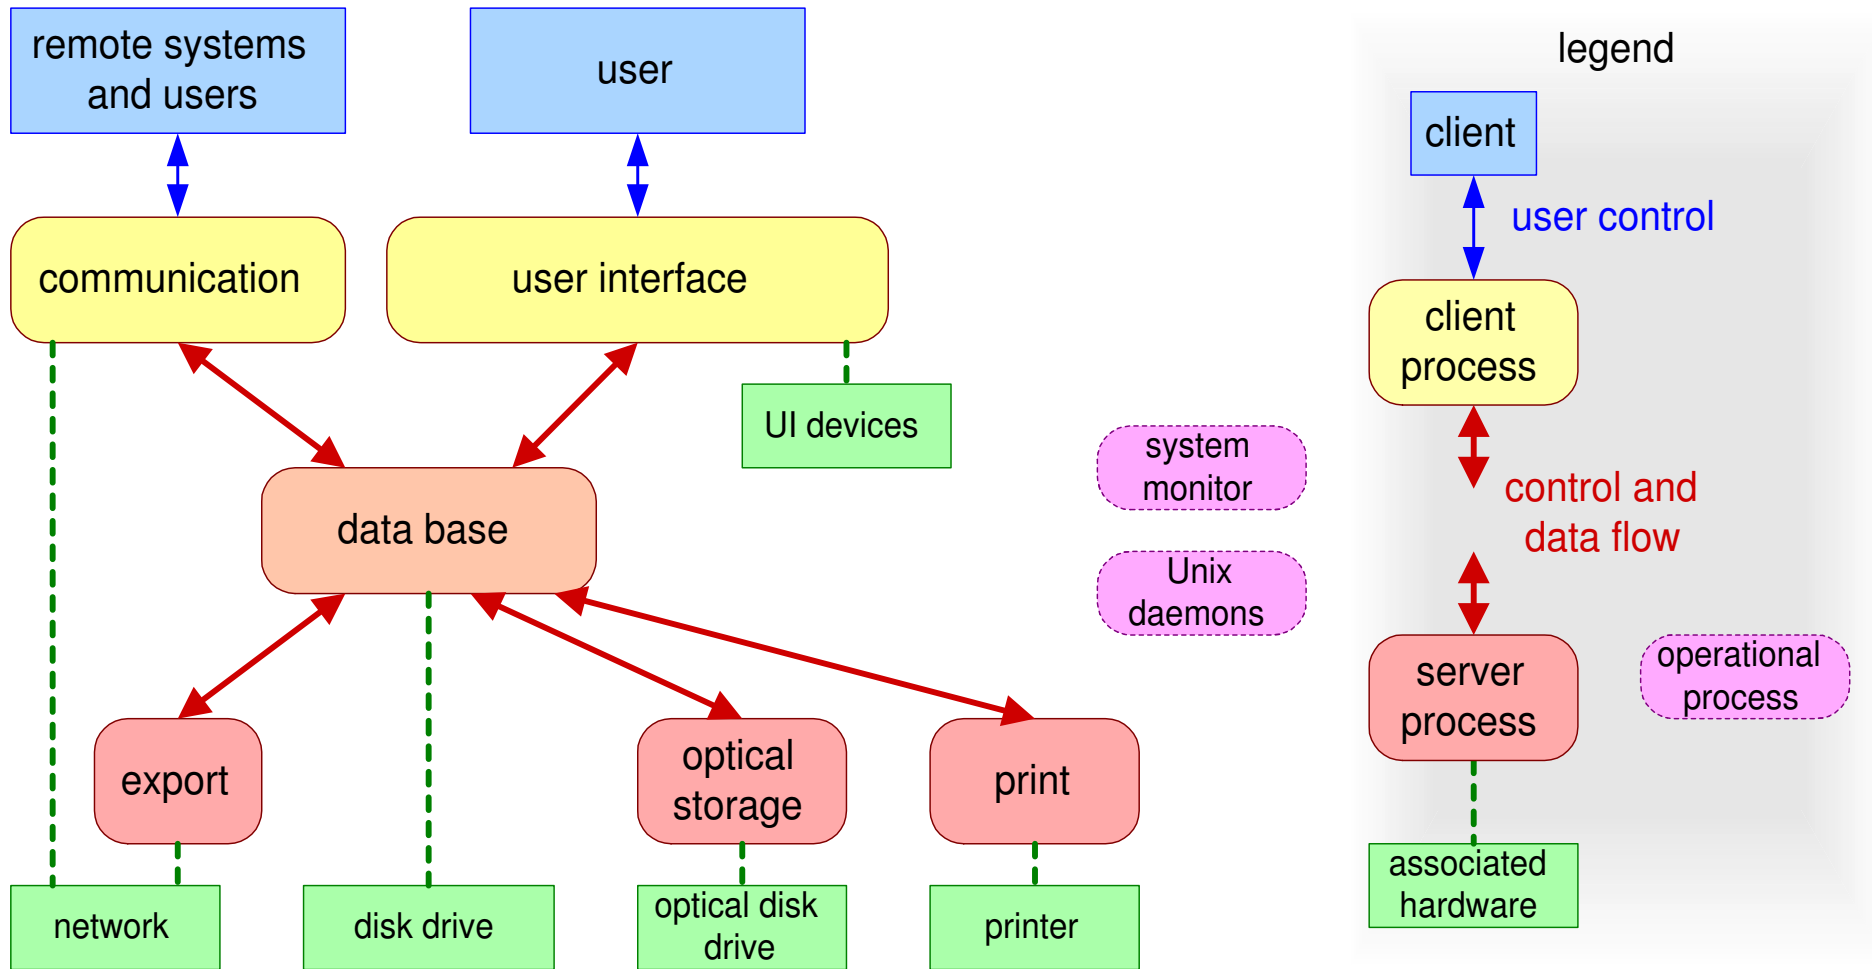 remote systems
and users
user
communication
user interface
UI devices
data base
system
monitor
Unix
daemons
export
optical
storage
print
network
disk drive
optical disk
drive
printer
legend
client
user control
client
process
control and
data flow
server
process
operational
process
associated
hardware